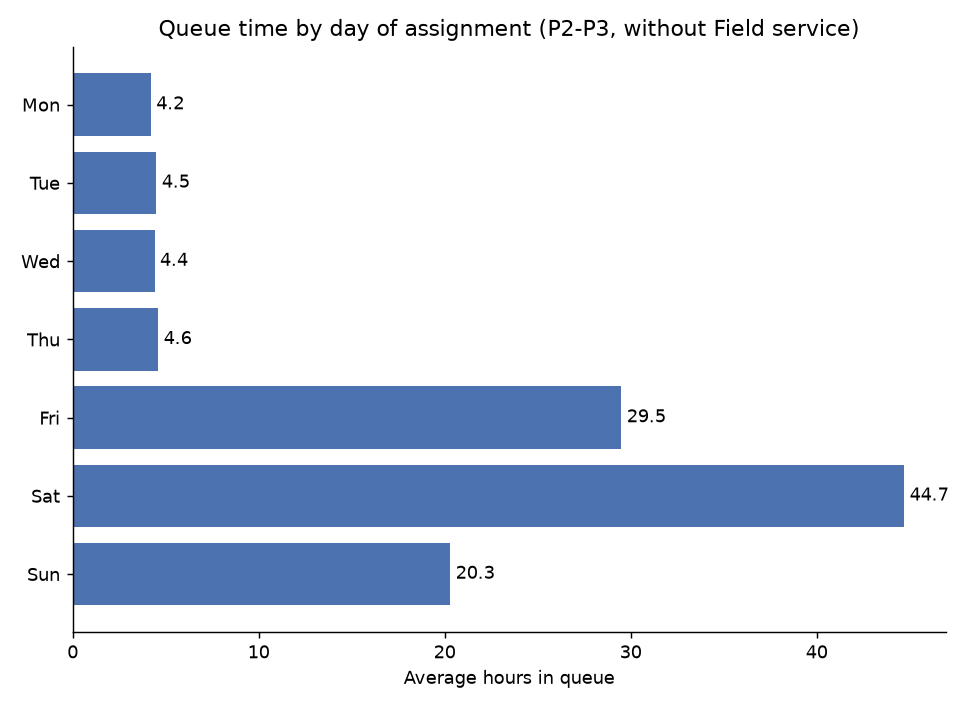 Queue time by day of assignment (P2-P3, without Field service)
Mon 4.2
Tue 4.5
Wed 4.4
Thu 4.6
Fri 29.5
Sat 44.7
Sun 20.3
0 10 20 30 40
Average hours in queue